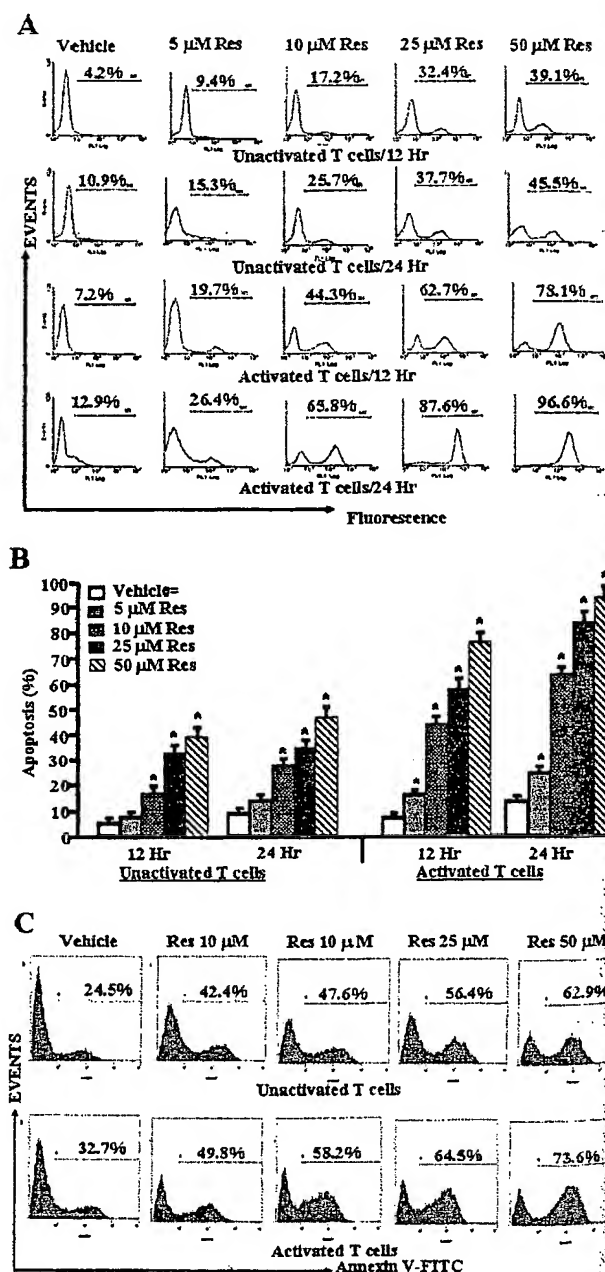 A
Vehicle 5 µM Res 10 µM Res 25 µM Res 50 µM Res
4.2% 9.4% 17.2% 32.4% 39.1%
Unactivated T cells/12 Hr
10.9% 15.3% 25.7% 37.7% 45.5%
Unactivated T cells/24 Hr
7.2% 19.7% 44.3% 62.7% 78.1%
Activated T cells/12 Hr
12.9% 26.4% 65.8% 87.6% 96.6%
Activated T cells/24 Hr
EVENTS
Fluorescence
B
Apoptosis (%)
100
90
80
70
60
50
40
30
20
10
0
Vehicle=
5 µM Res
10 µM Res
25 µM Res
50 µM Res
12 Hr 24 Hr 12 Hr 24 Hr
Unactivated T cells Activated T cells
C
Vehicle Res 10 µM Res 10 µM Res 25 µM Res 50 µM
24.5% 42.4% 47.6% 56.4% 62.9%
Unactivated T cells
32.7% 49.8% 58.2% 64.5% 73.6%
Activated T cells
EVENTS
Annexin V-FITC